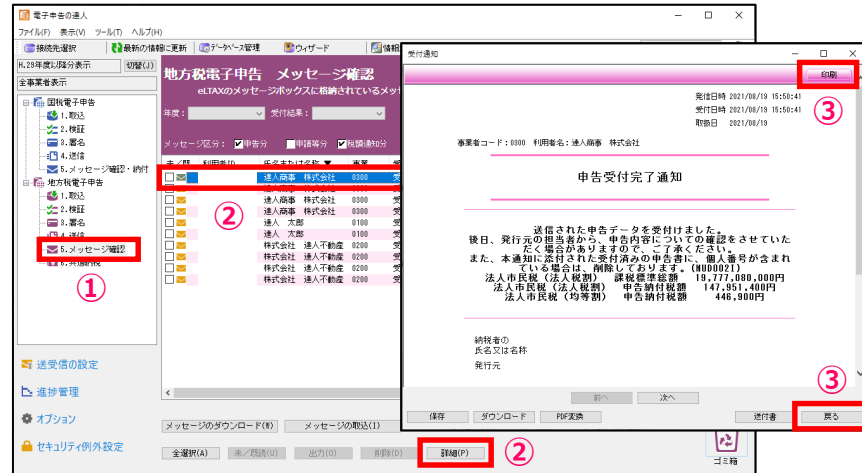 電子申告の達人
ファイル(F) 表示(V) ツール(T) ヘルプ(H)
接続先選択 最新の情報に更新 データベース管理 ウィザード
H.29年度以降分表示 切替(J)
全事業者表示
国税電子申告
1.取込
2.検証
3.署名
4.送信
5.メッセージ確認・納付
地方税電子申告
1.取込
2.検証
3.署名
4.送信
5.メッセージ確認
6.共通納税
①
送受信の設定
進捗管理
オプション
セキュリティ例外設定
地方税電子申告 メッセージ確認
eLTAXのメッセージボックスに格納されているメッ
年度: 受付結果:
メッセージ区分: 申告分 申請等分 税額通知分
未/既 利用者ID 氏名または名称▼ 事業 受
達人商事 株式会社 0300 受
達人商事 株式会社 0300 受
達人商事 株式会社 0300 受
達人商事 株式会社 0300 受
達人 太郎 0100 受
達人 太郎 0100 受
株式会社 達人不動産 0200 受
株式会社 達人不動産 0200 受
株式会社 達人不動産 0200 受
株式会社 達人不動産 0200 受
②
メッセージのダウンロード(W) メッセージの取込(I)
全選択(A) 未/既読(U) 出力(O) 削除(D) 詳細(P)
②
ゴミ箱
受付通知
印刷
③
発信日時 2021/08/19 15:50:41
受付日時 2021/08/19 15:50:41
取扱日 2021/08/19
事業者コード:0300 利用者名:達人商事 株式会社
申告受付完了通知
送信された申告データを受付けました。
後日、発行元の担当者から、申告内容についての確認をさせていた
だく場合がありますので、ご了承ください。
また、本通知に添付された受付済みの申告書に、個人番号が含まれ
ている場合は、削除しております。(MUD002I)
法人市民税(法人税割) 課税標準総額 19,777,080,000円
法人市民税(法人税割) 申告納付税額 147,951,400円
法人市民税(均等割) 申告納付税額 446,900円
納税者の
氏名又は名称
発行元
前へ 次へ
③
保存 ダウンロード PDF変換 送付書 戻る